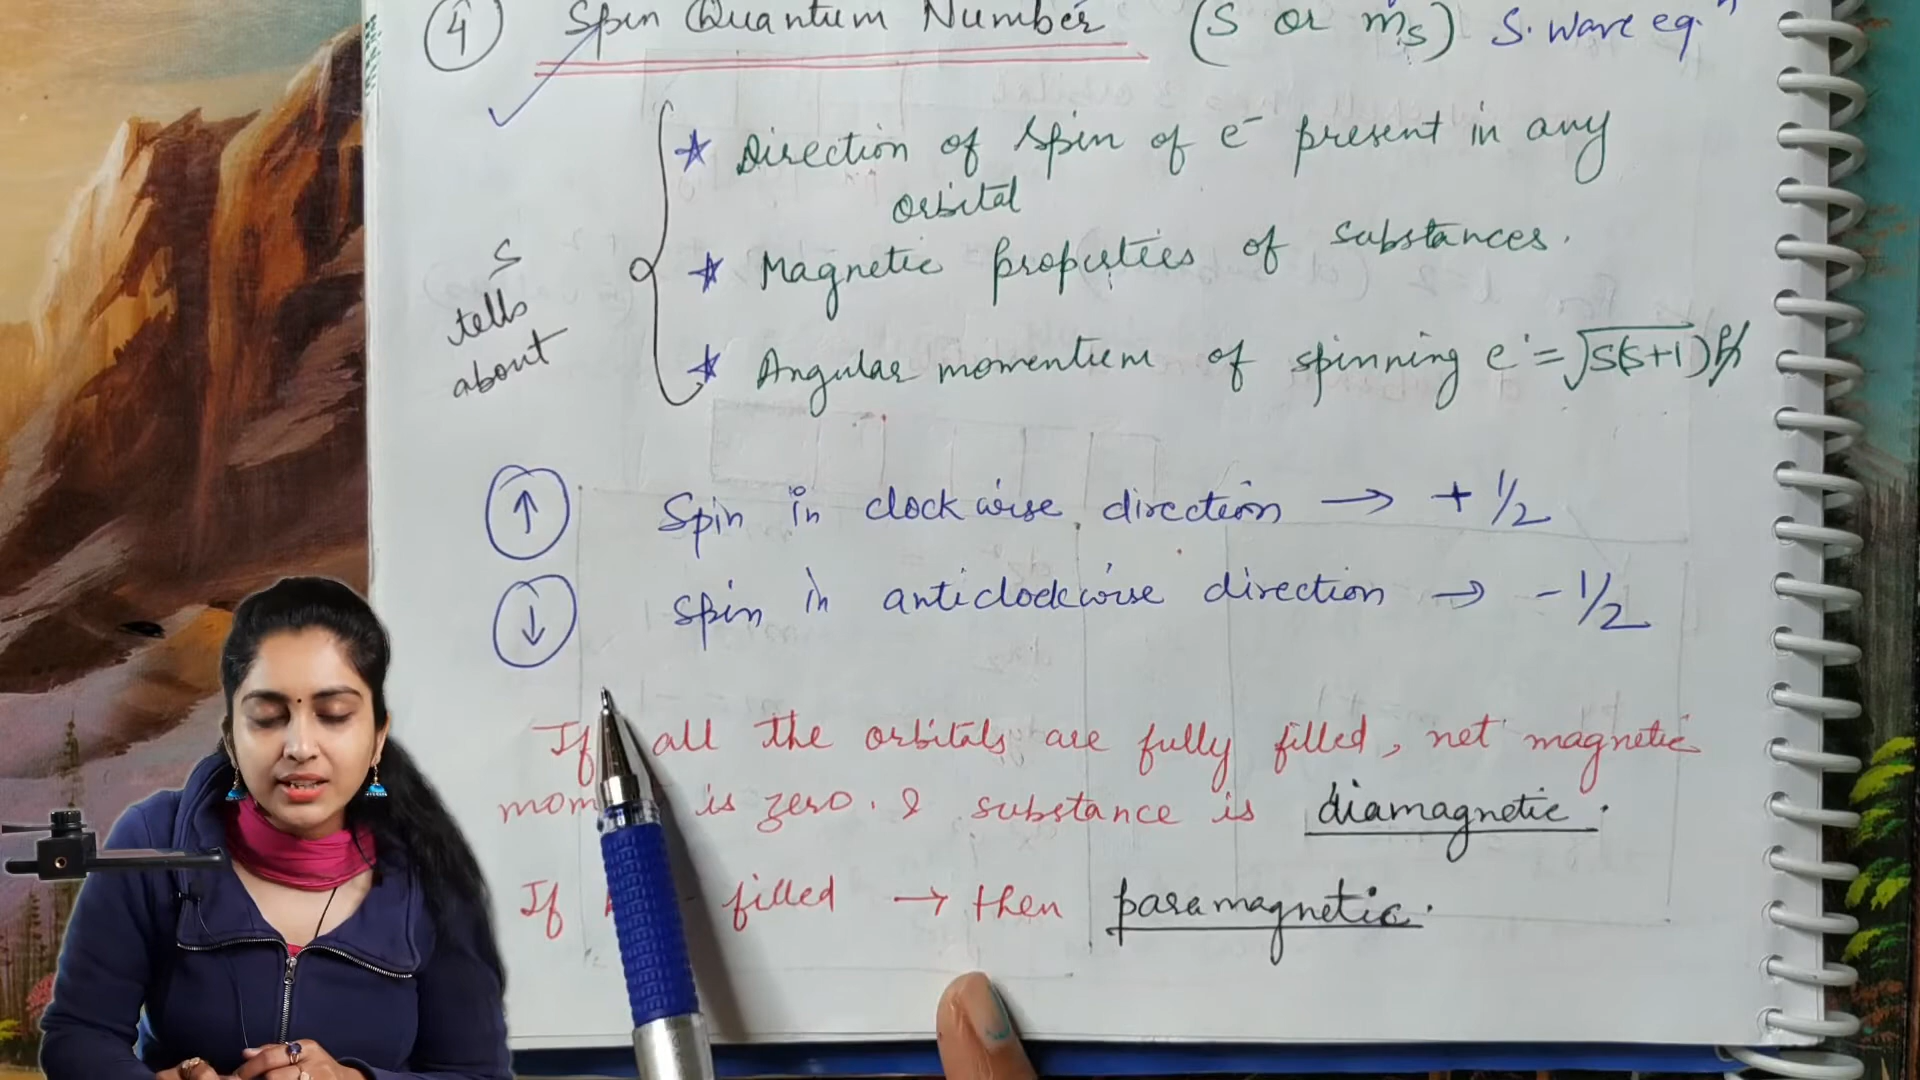 4 Spin Quantum Number (s or ms) S. wave eqn
s tells about
★ Direction of spin of e⁻ present in any
orbital
★ Magnetic properties of substances.
★ Angular momentum of spinning e⁻ = √s(s+1) ℏ
↑ Spin in clockwise direction → + 1/2
↓ spin in anticlockwise direction → - 1/2
If all the orbitals are fully filled, net magnetic
mom is zero. & substance is diamagnetic.
If filled → then paramagnetic.